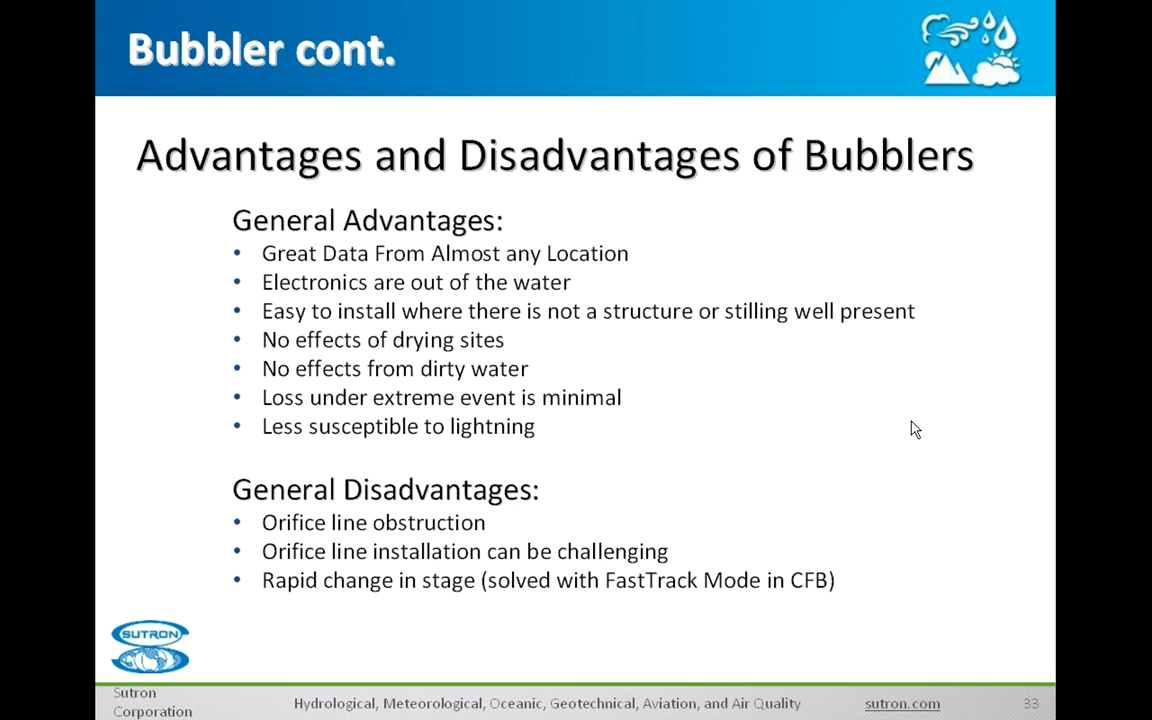 Bubbler cont.
Advantages and Disadvantages of Bubblers
General Advantages:
• Great Data From Almost any Location
• Electronics are out of the water
• Easy to install where there is not a structure or stilling well present
• No effects of drying sites
• No effects from dirty water
• Loss under extreme event is minimal
• Less susceptible to lightning
General Disadvantages:
• Orifice line obstruction
• Orifice line installation can be challenging
• Rapid change in stage (solved with FastTrack Mode in CFB)
SUTRON
Sutron
Corporation
Hydrological, Meteorological, Oceanic, Geotechnical, Aviation, and Air Quality
sutron.com
33